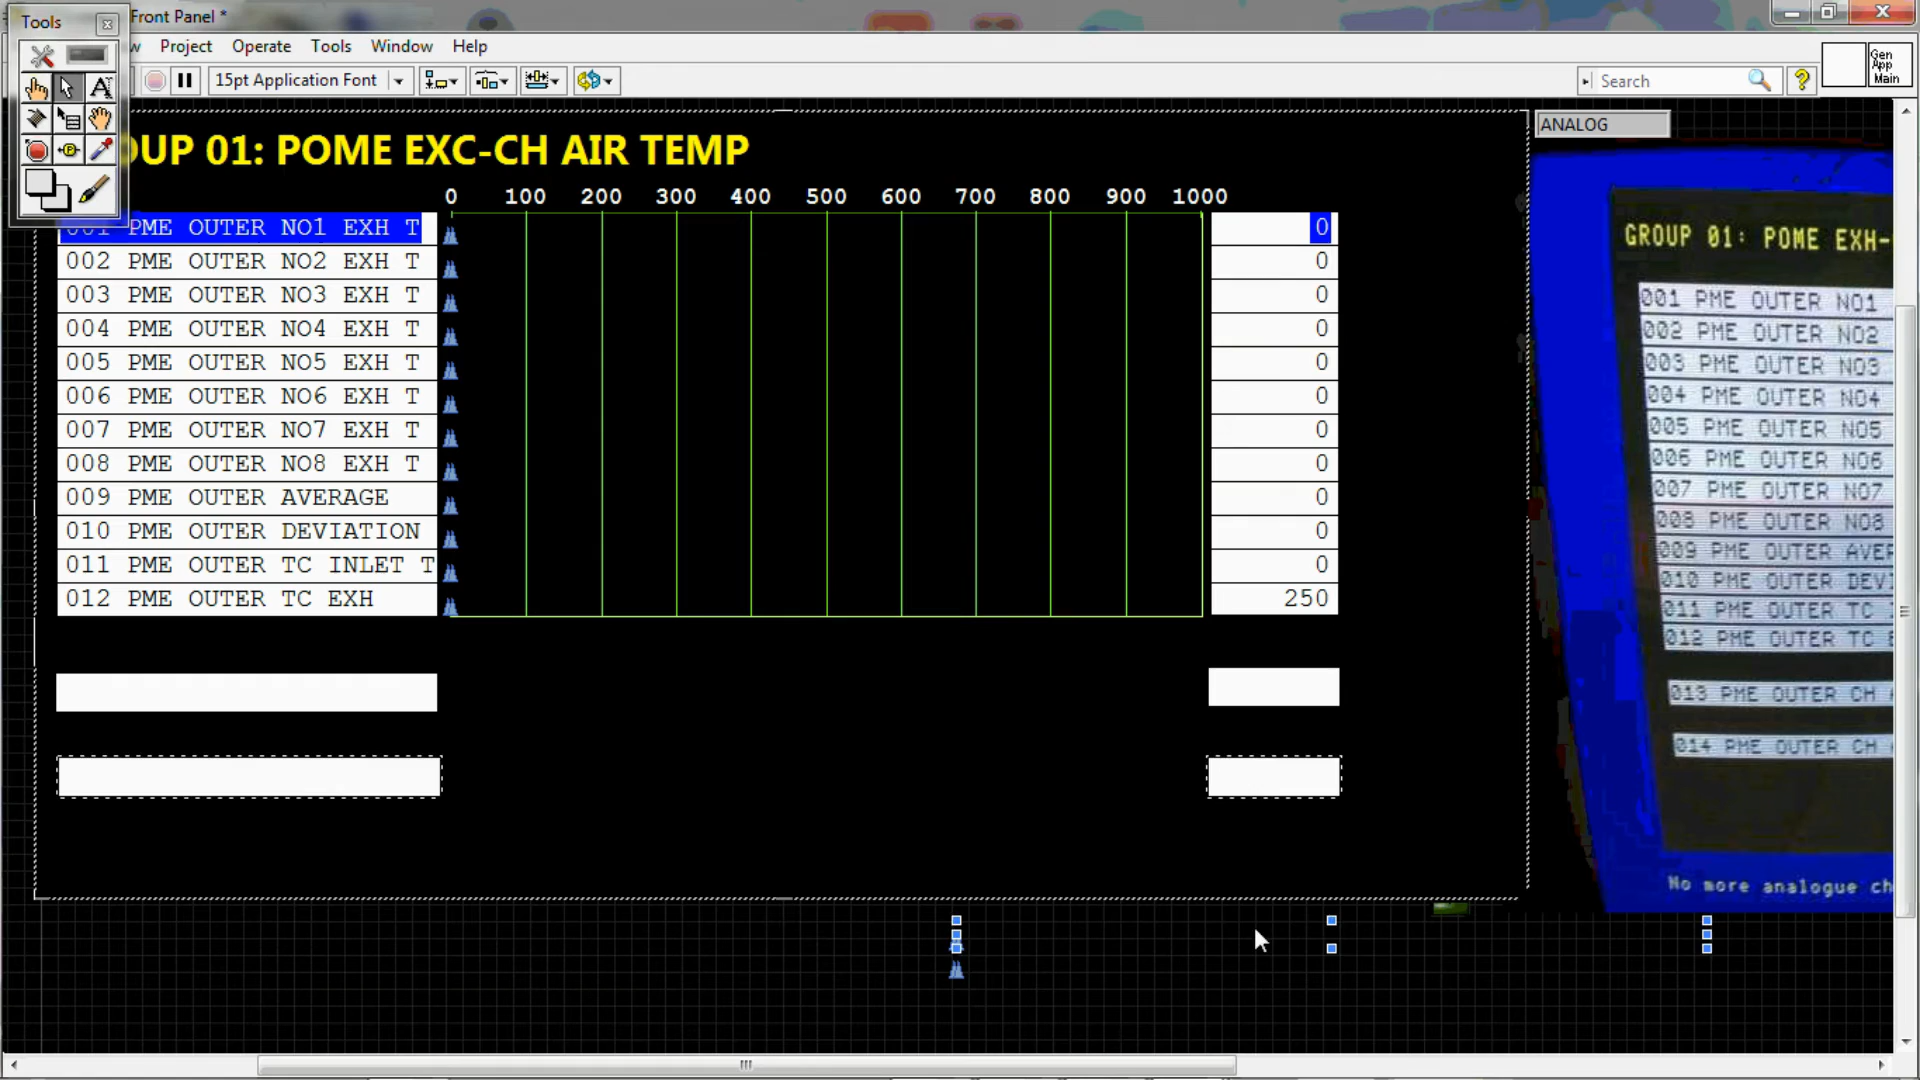 Tools
Front Panel *
w Project Operate Tools Window Help
15pt Application Font
Search
?
Gen
App
Main
OUP 01: POME EXC-CH AIR TEMP
ANALOG
0 100 200 300 400 500 600 700 800 900 1000
001 PME OUTER NO1 EXH T 0
002 PME OUTER NO2 EXH T 0
003 PME OUTER NO3 EXH T 0
004 PME OUTER NO4 EXH T 0
005 PME OUTER NO5 EXH T 0
006 PME OUTER NO6 EXH T 0
007 PME OUTER NO7 EXH T 0
008 PME OUTER NO8 EXH T 0
009 PME OUTER AVERAGE 0
010 PME OUTER DEVIATION 0
011 PME OUTER TC INLET T 0
012 PME OUTER TC EXH 250
GROUP 01: POME EXH-
001 PME OUTER NO1
002 PME OUTER NO2
003 PME OUTER NO3
004 PME OUTER NO4
005 PME OUTER NO5
006 PME OUTER NO6
007 PME OUTER NO7
008 PME OUTER NO8
009 PME OUTER AVER
010 PME OUTER DEVI
011 PME OUTER TC
012 PME OUTER TC
013 PME OUTER CH
014 PME OUTER CH
No more analogue ch